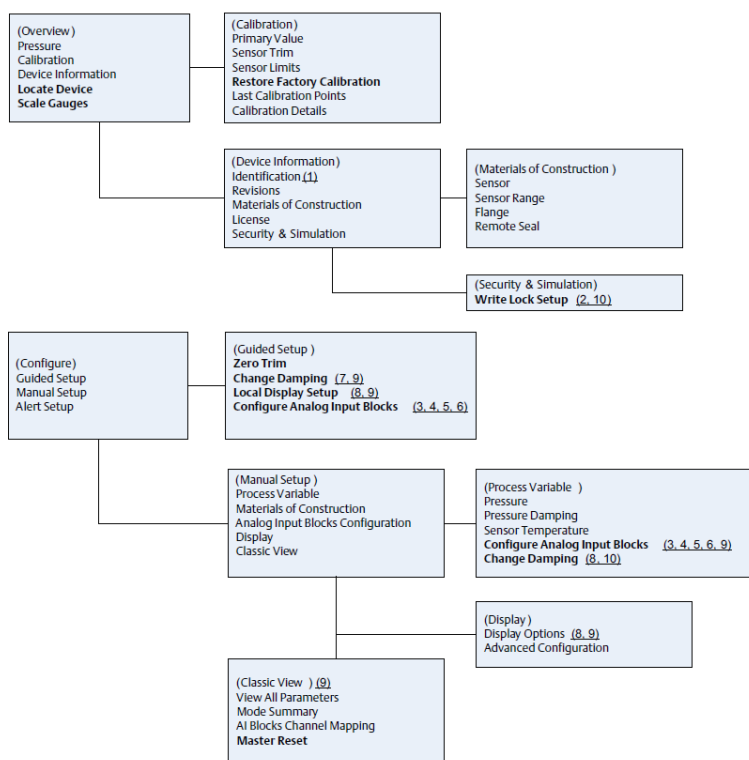 (Overview)
Pressure
Calibration
Device Information
Locate Device
Scale Gauges
(Calibration)
Primary Value
Sensor Trim
Sensor Limits
Restore Factory Calibration
Last Calibration Points
Calibration Details
(Device Information)
Identification (1)
Revisions
Materials of Construction
License
Security & Simulation
(Materials of Construction )
Sensor
Sensor Range
Flange
Remote Seal
(Security & Simulation)
Write Lock Setup (2, 10)
(Configure)
Guided Setup
Manual Setup
Alert Setup
(Guided Setup )
Zero Trim
Change Damping (7, 9)
Local Display Setup (8, 9)
Configure Analog Input Blocks (3, 4, 5, 6)
(Manual Setup )
Process Variable
Materials of Construction
Analog Input Blocks Configuration
Display
Classic View
(Process Variable )
Pressure
Pressure Damping
Sensor Temperature
Configure Analog Input Blocks (3, 4, 5, 6, 9)
Change Damping (8, 10)
(Display )
Display Options (8, 9)
Advanced Configuration
(Classic View ) (9)
View All Parameters
Mode Summary
AI Blocks Channel Mapping
Master Reset